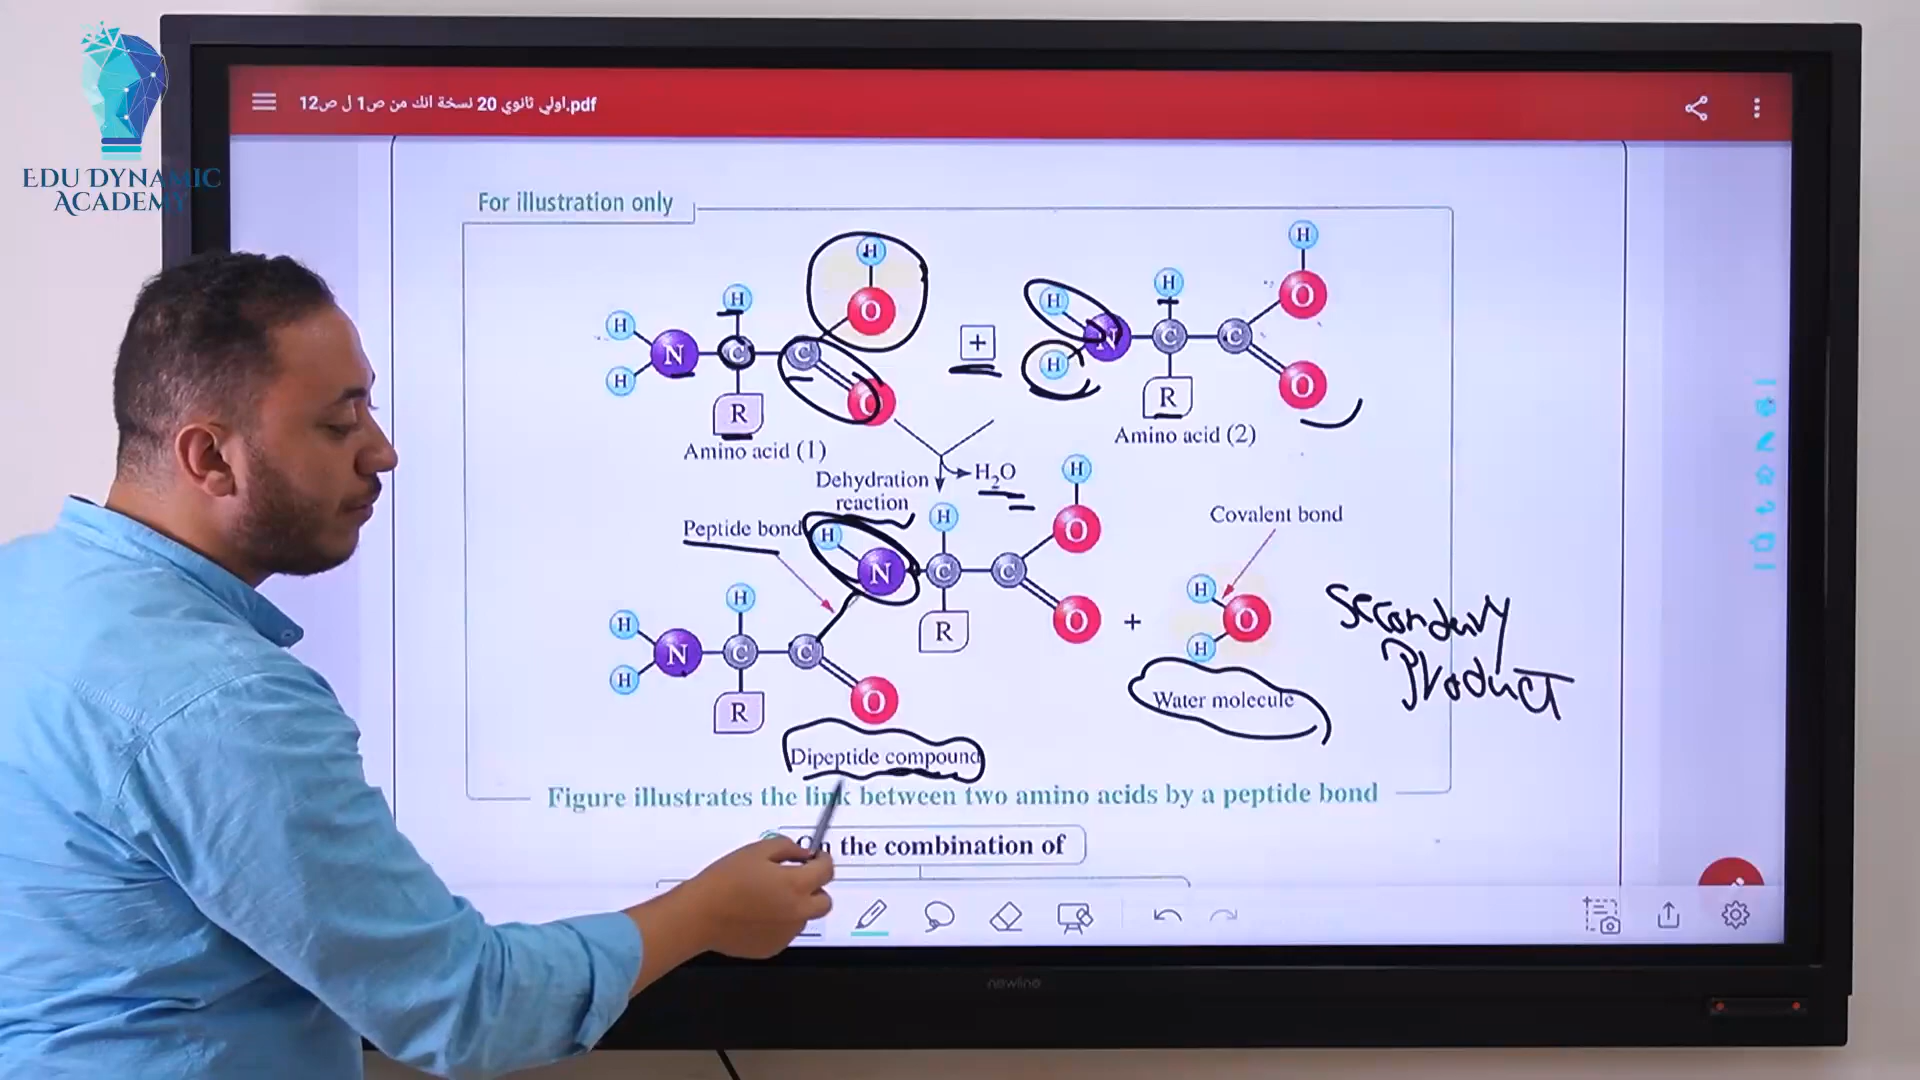 EDU DYNAMIC
ACADEMY
اولي ثانوي 20 نسخة انك من ص1 ل ص12.pdf
For illustration only
H
H
H
H
H
H
O
H
N
C
C
+
N
C
C
H
H
O
O
R
R
Amino acid (1)
Amino acid (2)
Dehydration
reaction
H₂O
H
Peptide bond
H
N
H
C
C
O
Covalent bond
H
O
H
Secondary
Product
H
H
N
H
C
C
R
O
+
R
O
Water molecule
Dipeptide compound
Figure illustrates the link between two amino acids by a peptide bond
On the combination of
newline